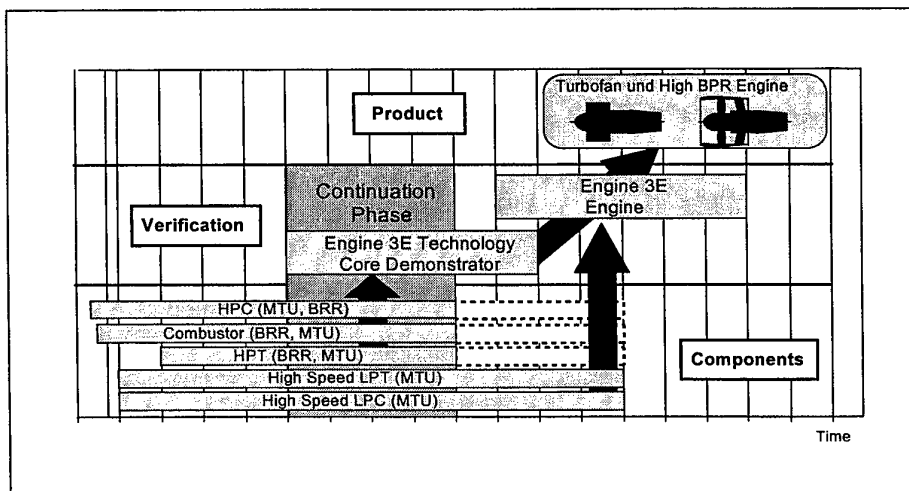 Turbofan und High BPR Engine
Product
Continuation
Phase
Engine 3E
Engine
Verification
Engine 3E Technology
Core Demonstrator
HPC (MTU, BRR)
Combustor (BRR, MTU)
HPT (BRR, MTU)
High Speed LPT (MTU)
High Speed LPC (MTU)
Components
Time